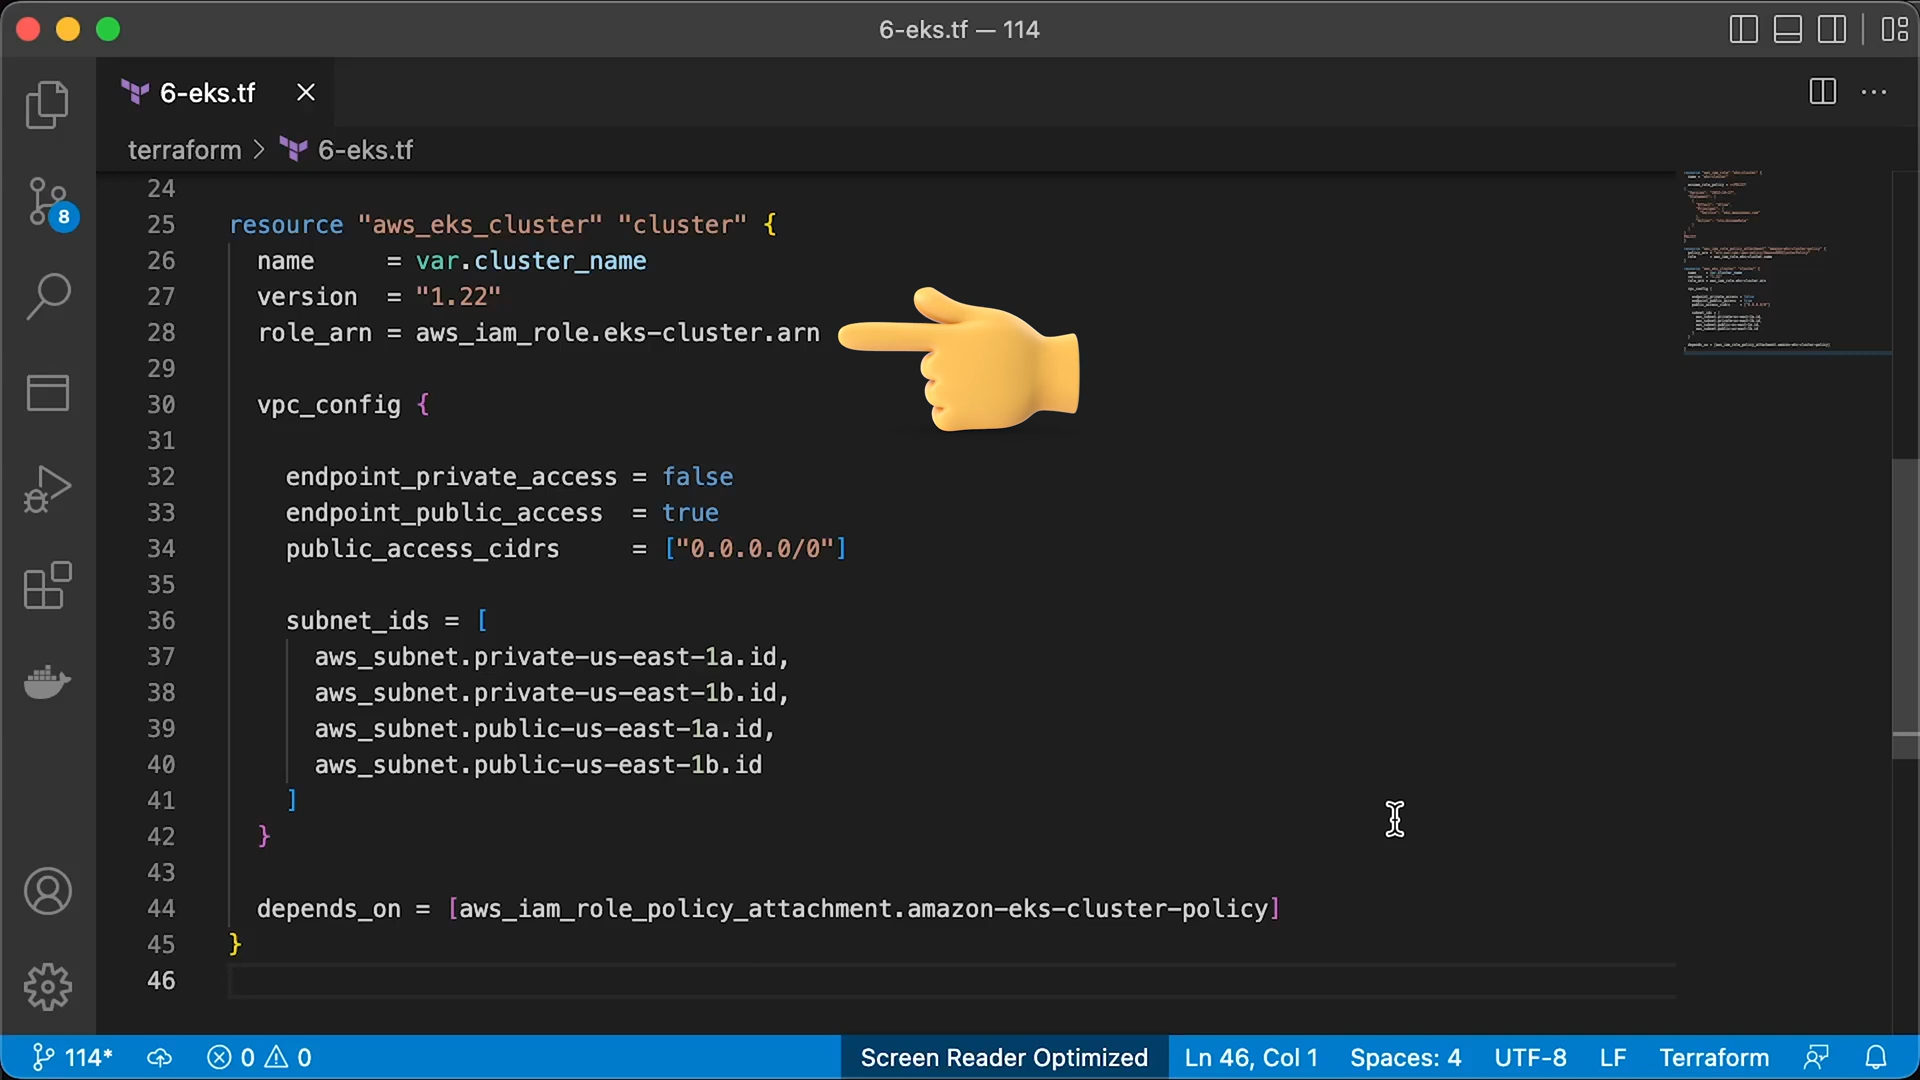 6-eks.tf — 114
6-eks.tf
terraform > 6-eks.tf
24
25 resource "aws_eks_cluster" "cluster" {
26 name     = var.cluster_name
27 version  = "1.22"
28 role_arn = aws_iam_role.eks-cluster.arn
29
30 vpc_config {
31
32 endpoint_private_access = false
33 endpoint_public_access  = true
34 public_access_cidrs     = ["0.0.0.0/0"]
35
36 subnet_ids = [
37 aws_subnet.private-us-east-1a.id,
38 aws_subnet.private-us-east-1b.id,
39 aws_subnet.public-us-east-1a.id,
40 aws_subnet.public-us-east-1b.id
41 ]
42 }
43
44 depends_on = [aws_iam_role_policy_attachment.amazon-eks-cluster-policy]
45 }
46
8
114* 0 0 Screen Reader Optimized Ln 46, Col 1 Spaces: 4 UTF-8 LF Terraform